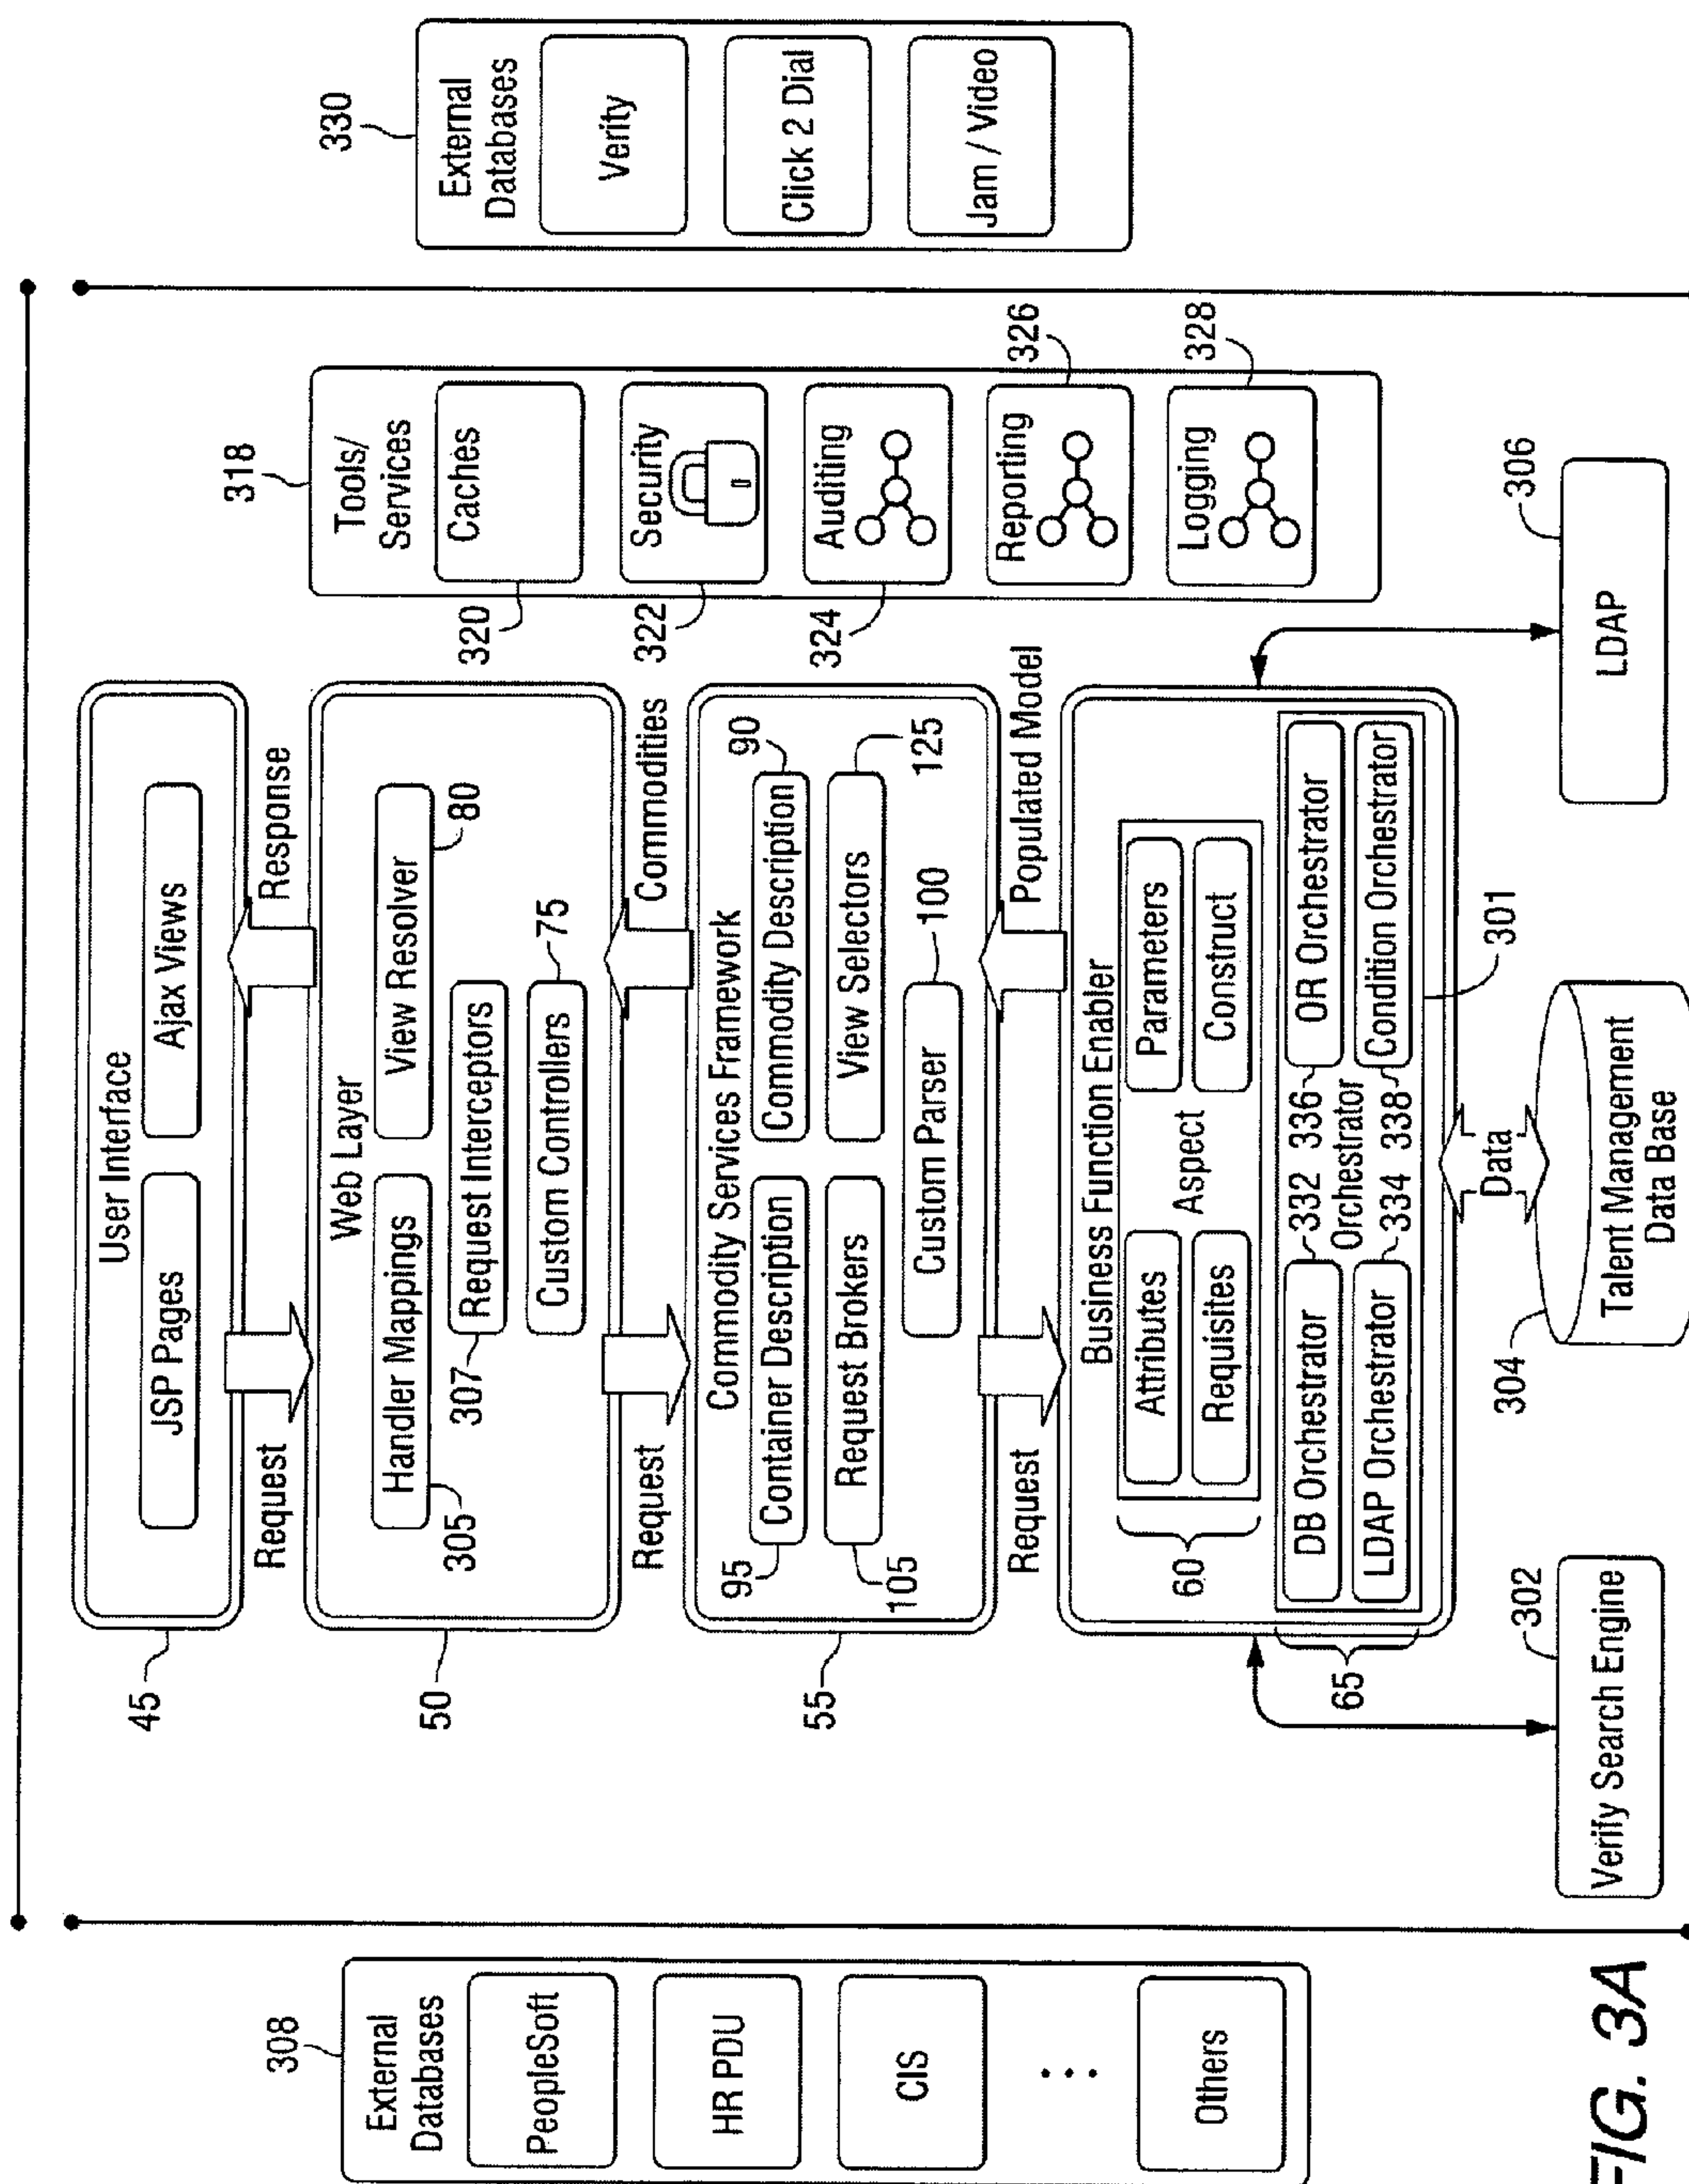 308
External
Databases
PeopleSoft
HR PDU
CIS
Others
45
User Interface
JSP Pages
Ajax Views
Request
Response
50
Web Layer
Handler Mappings
View Resolver
305
80
307
Request Interceptors
Custom Controllers
75
Request
Commodities
55
Commodity Services Framework
95
Container Description
Commodity Description
90
105
Request Brokers
View Selectors
125
Custom Parser
100
Request
Populated Model
Business Function Enabler
60
Attributes
Parameters
Aspect
Requisites
Construct
65
DB Orchestrator
332
336
OR Orchestrator
Orchestrator
LDAP Orchestrator
334
338
Condition Orchestrator
301
Data
302
Verify Search Engine
304
Talent Management
Data Base
306
LDAP
318
Tools/
Services
Caches
320
Security
322
Auditing
324
Reporting
326
Logging
328
330
External
Databases
Verity
Click 2 Dial
Jam / Video
FIG. 3A